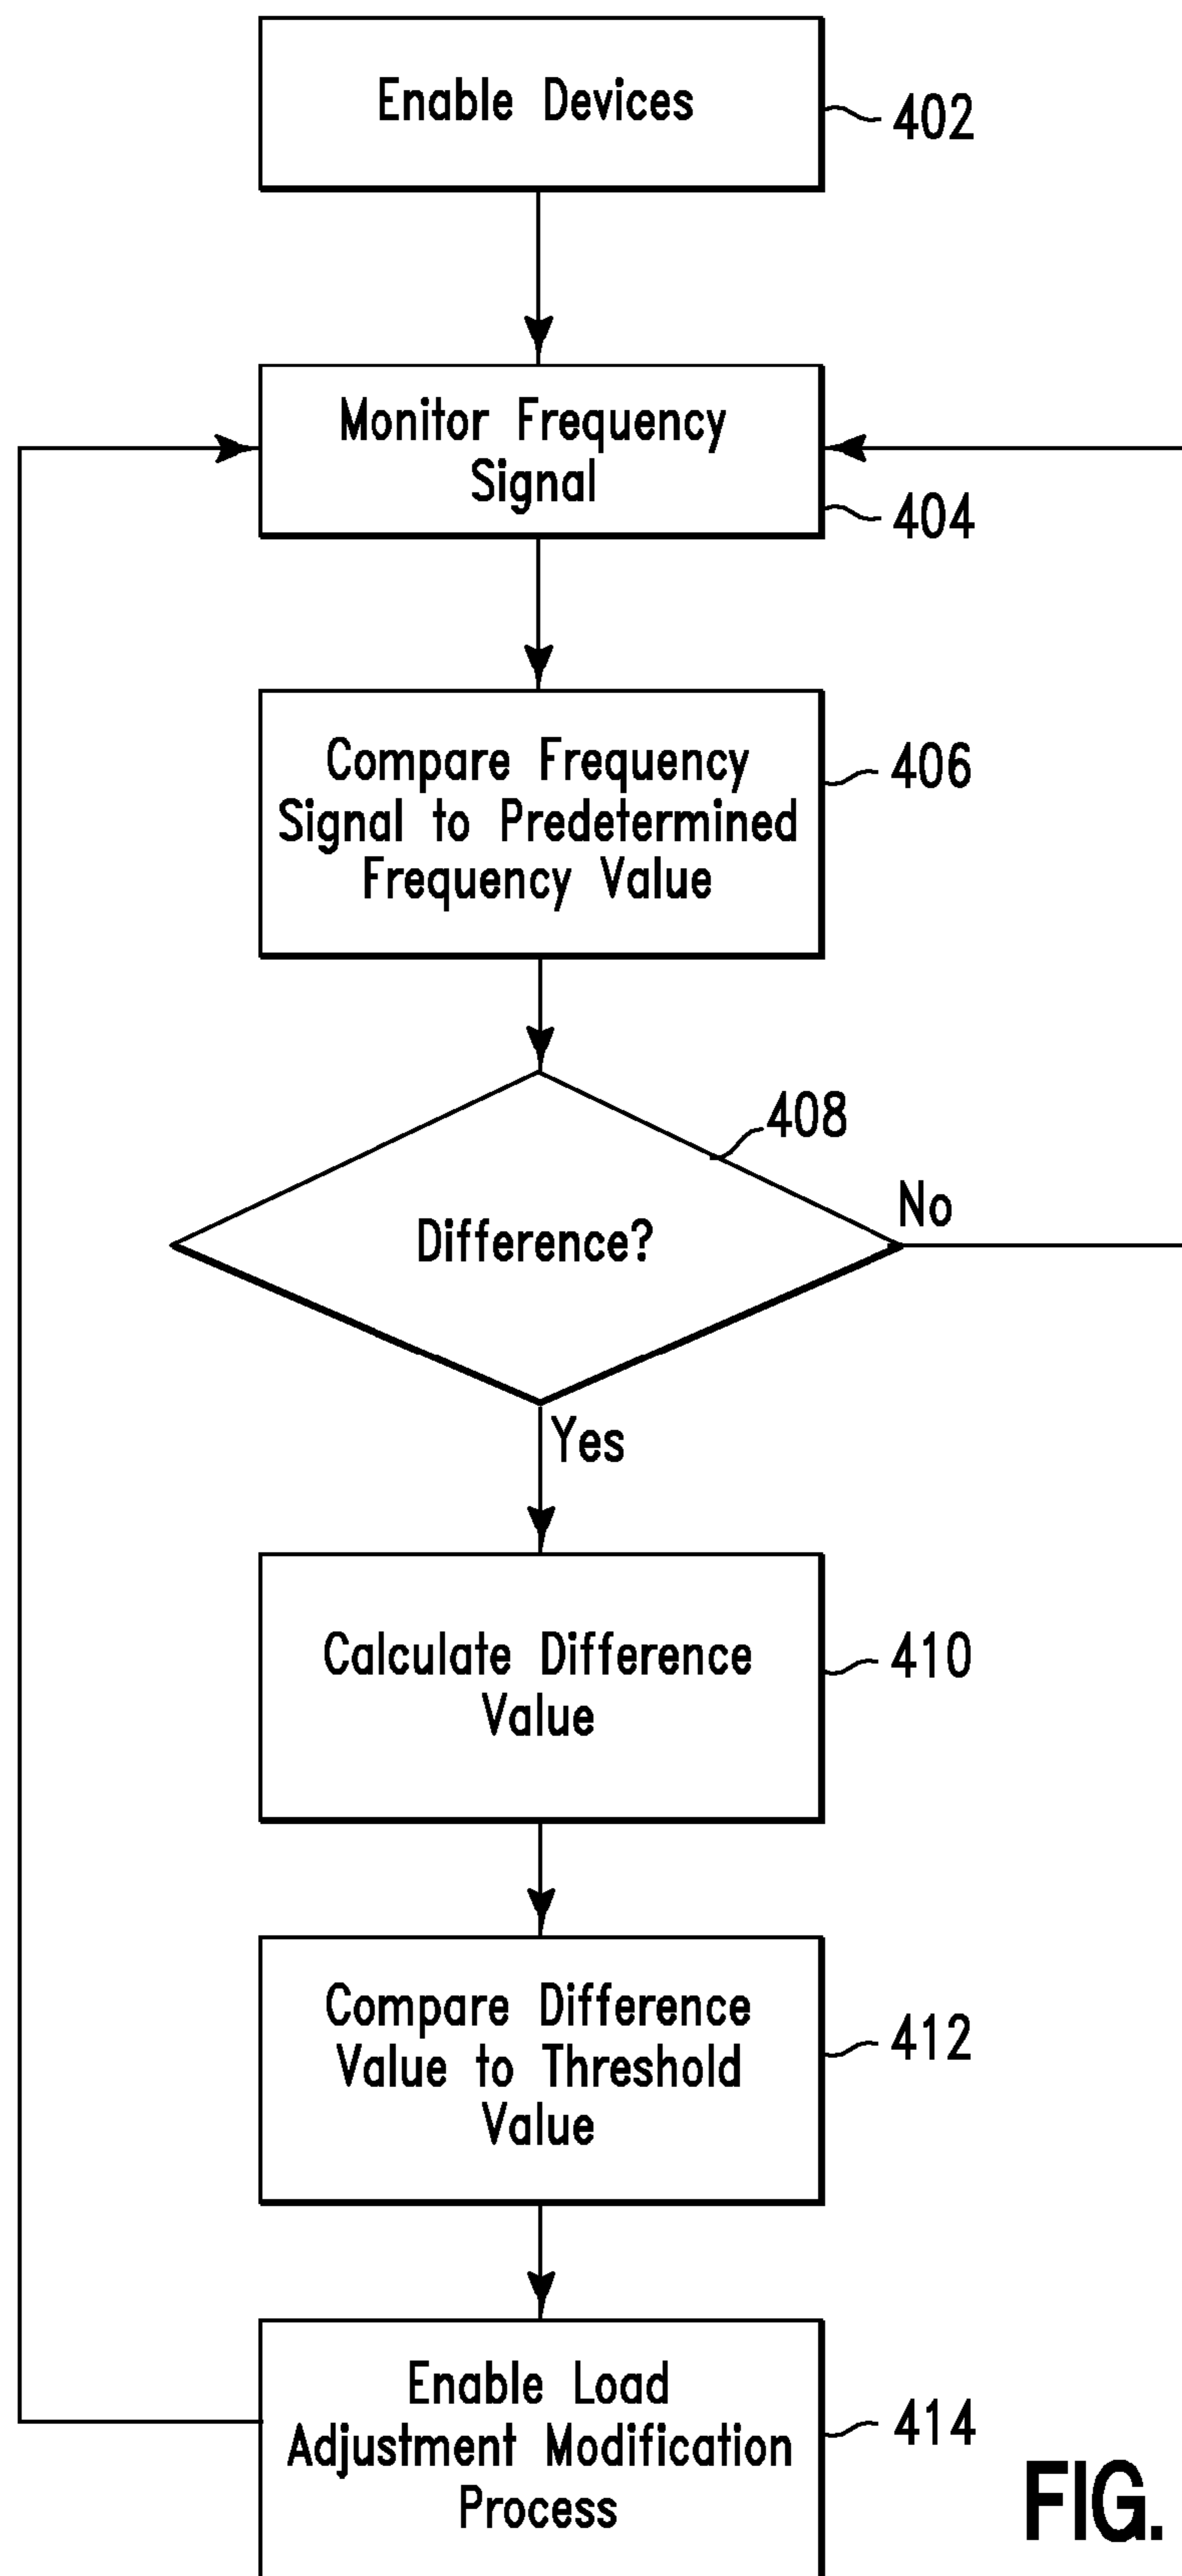 Enable Devices
402
Monitor Frequency
Signal
404
Compare Frequency
Signal to Predetermined
Frequency Value
406
408
Difference?
No
Yes
Calculate Difference
Value
410
Compare Difference
Value to Threshold
Value
412
Enable Load
Adjustment Modification
Process
414
FIG.